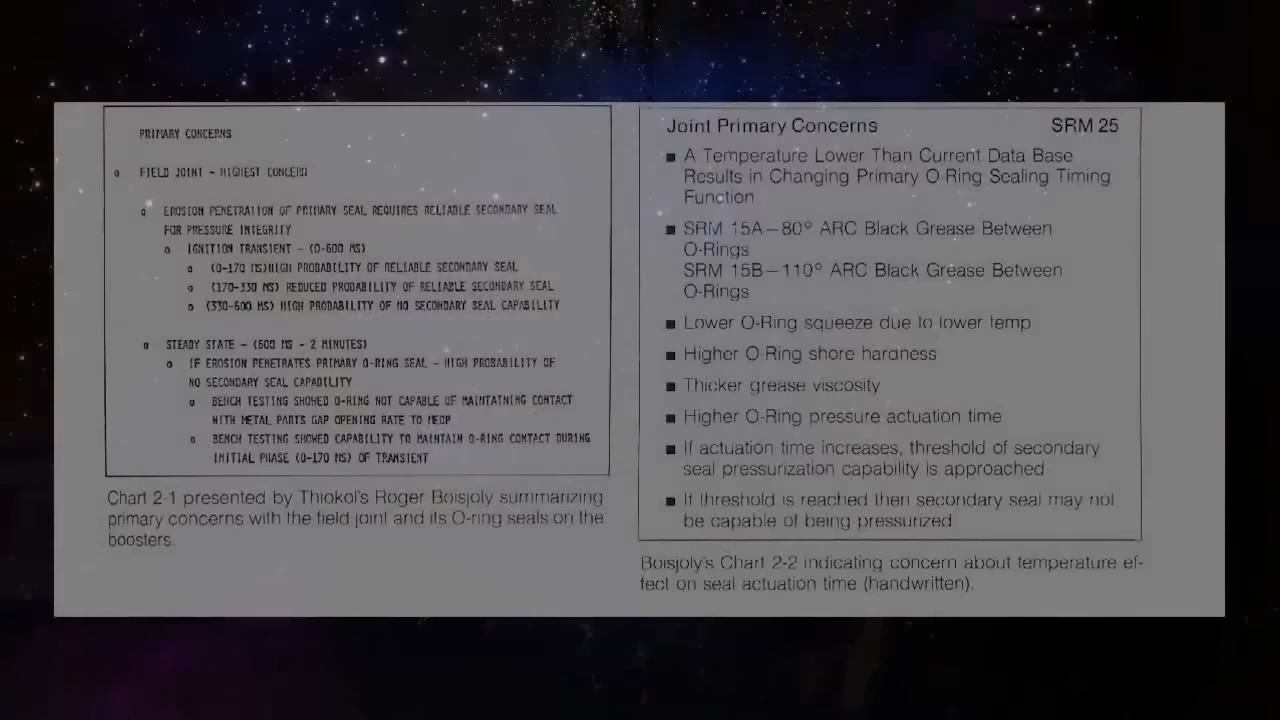 PRIMARY CONCERNS
o FIELD JOINT - HIGHEST CONCERN
o EROSION PENETRATION OF PRIMARY SEAL REQUIRES RELIABLE SECONDARY SEAL
FOR PRESSURE INTEGRITY
o IGNITION TRANSIENT - (0-600 MS)
o (0-170 MS)HIGH PROBABILITY OF RELIABLE SECONDARY SEAL
o (170-330 MS) REDUCED PROBABILITY OF RELIABLE SECONDARY SEAL
o (330-600 MS) HIGH PROBABILITY OF NO SECONDARY SEAL CAPABILITY
o STEADY STATE - (600 MS - 2 MINUTES)
o IF EROSION PENETRATES PRIMARY O-RING SEAL - HIGH PROBABILITY OF
NO SECONDARY SEAL CAPABILITY
o BENCH TESTING SHOWED O-RING NOT CAPABLE OF MAINTAINING CONTACT
WITH METAL PARTS GAP OPENING RATE TO MEOP
o BENCH TESTING SHOWED CAPABILITY TO MAINTAIN O-RING CONTACT DURING
INITIAL PHASE (0-170 MS) OF TRANSIENT
Chart 2-1 presented by Thiokol's Roger Boisjoly summarizing
primary concerns with the field joint and its O-ring seals on the
boosters.
Joint Primary Concerns SRM 25
■ A Temperature Lower Than Current Data Base
Results in Changing Primary O-Ring Sealing Timing
Function
■ SRM 15A—80° ARC Black Grease Between
O-Rings
SRM 15B—110° ARC Black Grease Between
O-Rings
■ Lower O-Ring squeeze due to lower temp
■ Higher O-Ring shore hardness
■ Thicker grease viscosity
■ Higher O-Ring pressure actuation time
■ If actuation time increases, threshold of secondary
seal pressurization capability is approached
■ If threshold is reached then secondary seal may not
be capable of being pressurized
Boisjoly's Chart 2-2 indicating concern about temperature ef-
fect on seal actuation time (handwritten).